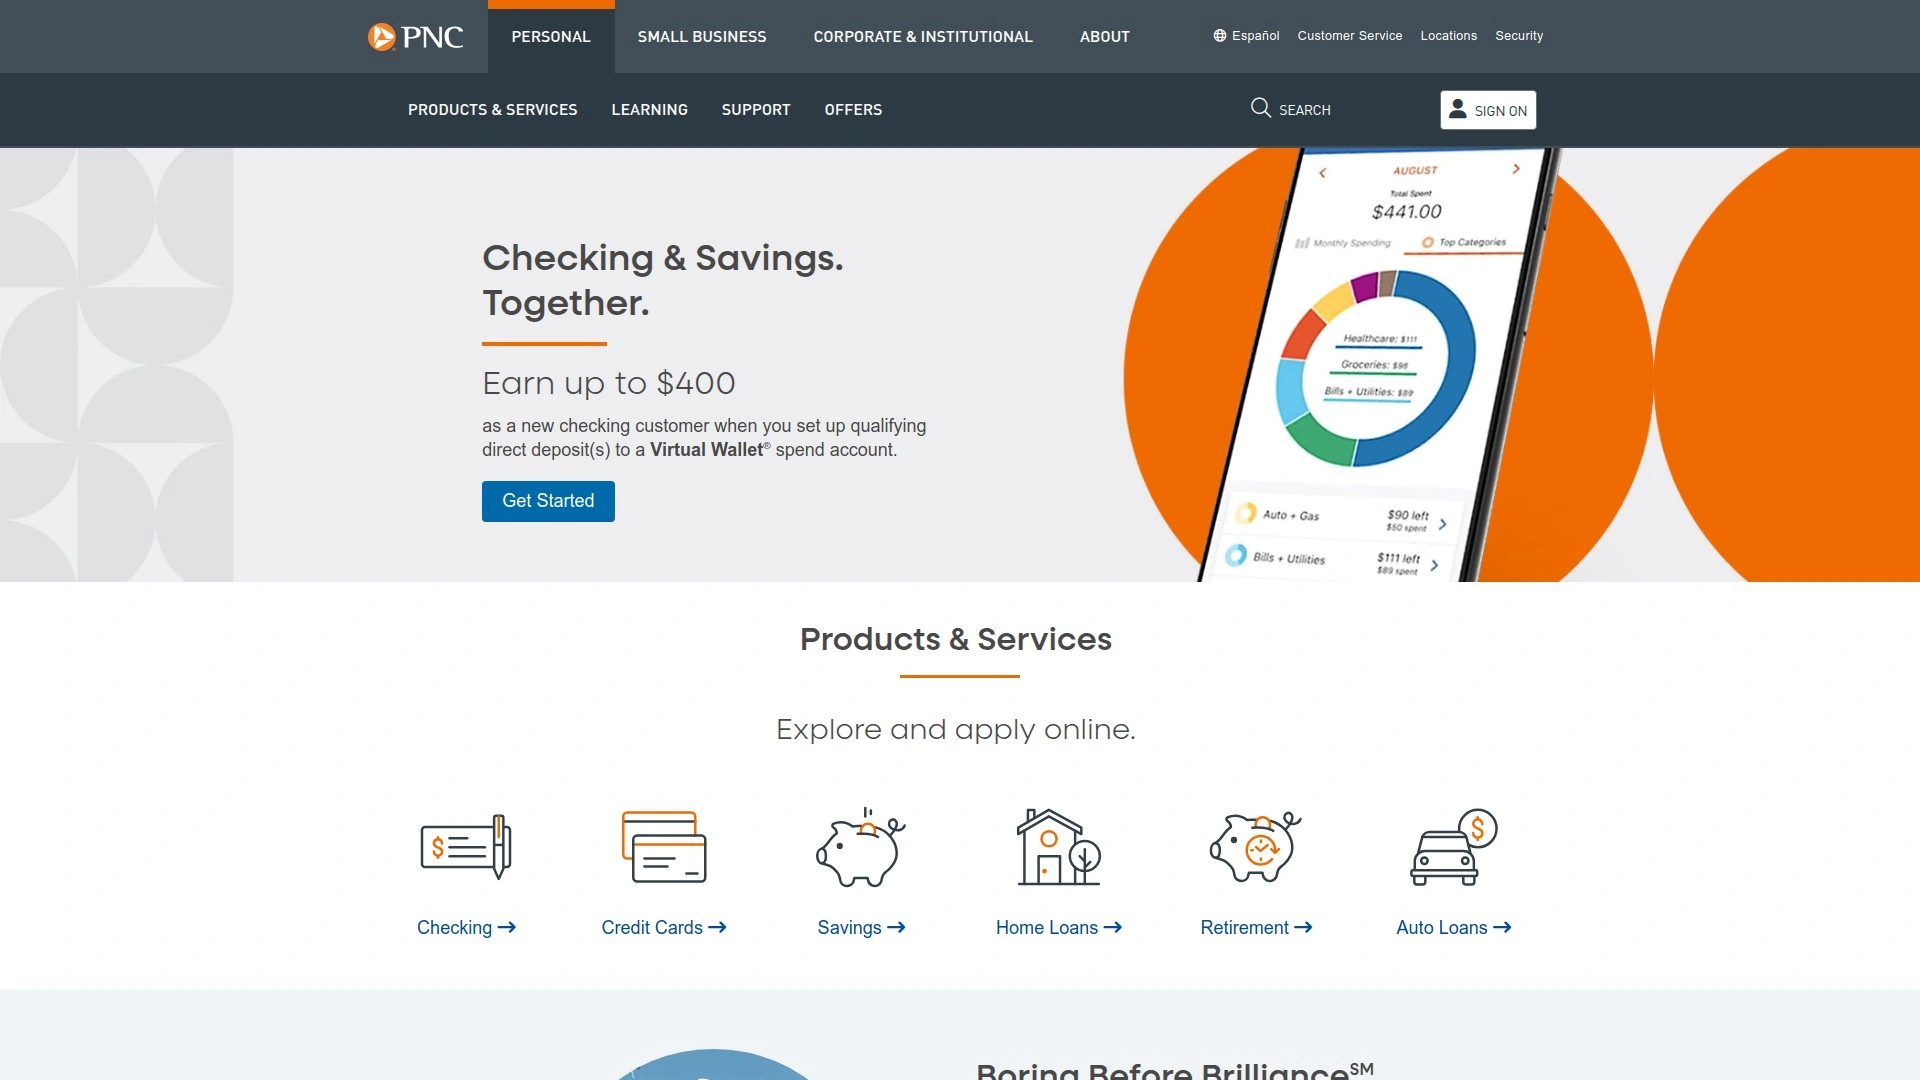 PNC
PERSONAL
SMALL BUSINESS
CORPORATE & INSTITUTIONAL
ABOUT
Español
Customer Service
Locations
Security
PRODUCTS & SERVICES
LEARNING
SUPPORT
OFFERS
SEARCH
SIGN ON
Checking & Savings.
Together.
Earn up to $400
as a new checking customer when you set up qualifying
direct deposit(s) to a Virtual Wallet® spend account.
Get Started
AUGUST
Total Spent
$441.00
Monthly Spending
Top Categories
Healthcare: $111
Groceries: $98
Bills + Utilities: $89
Auto + Gas
$90 left
$50 spent
Bills + Utilities
$111 left
$89 spent
Products & Services
Explore and apply online.
Checking
Credit Cards
Savings
Home Loans
Retirement
Auto Loans
Boring Before Brilliance℠